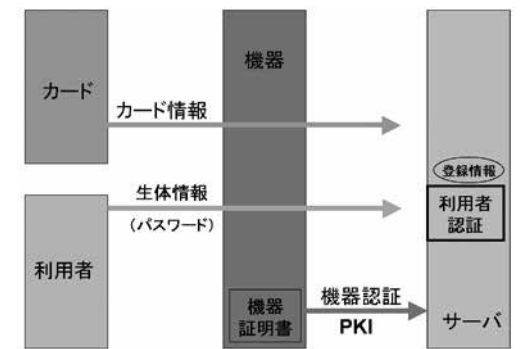 カード
機器
カード情報
登録情報
生体情報
(パスワード)
利用者
認証
利用者
機器
証明書
機器認証
PKI
サーバ